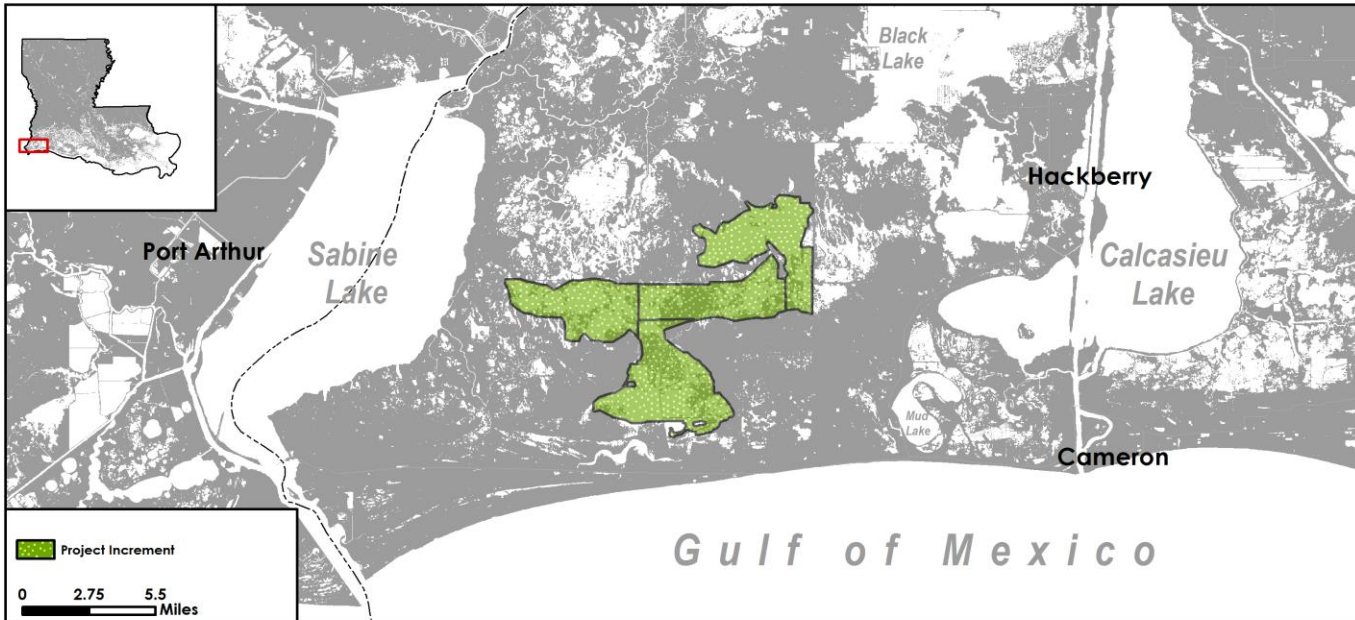 Black
Lake
Hackberry
Port Arthur
Sabine
Lake
Calcasieu
Lake
Mud
Lake
Cameron
Gulf of Mexico
Project Increment
0 2.75 5.5
Miles